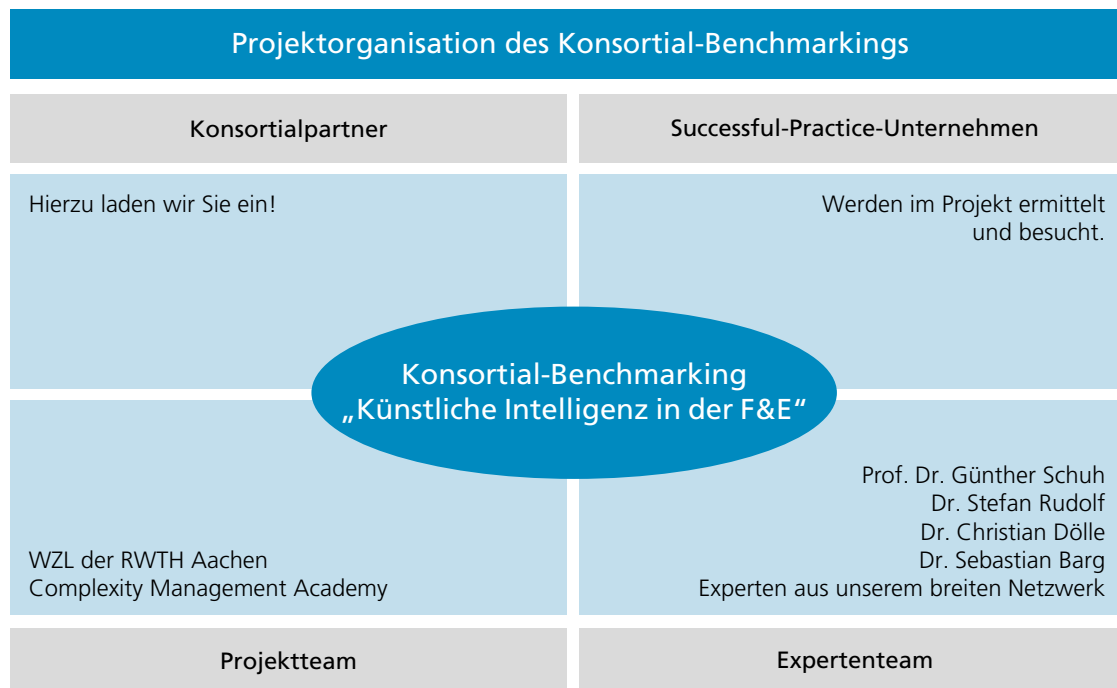 Projektorganisation des Konsortial-Benchmarkings
Konsortialpartner
Successful-Practice-Unternehmen
Hierzu laden wir Sie ein!
Werden im Projekt ermittelt
und besucht.
Konsortial-Benchmarking
„Künstliche Intelligenz in der F&E“
WZL der RWTH Aachen
Complexity Management Academy
Prof. Dr. Günther Schuh
Dr. Stefan Rudolf
Dr. Christian Dölle
Dr. Sebastian Barg
Experten aus unserem breiten Netzwerk
Projektteam
Expertenteam